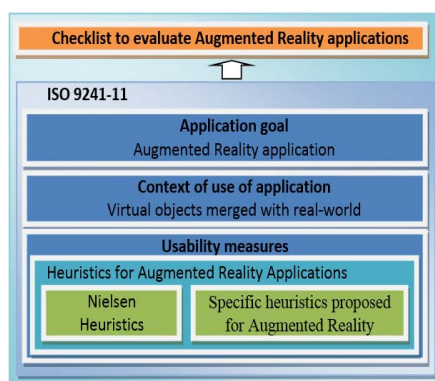 Checklist to evaluate Augmented Reality applications
ISO 9241-11
Application goal
Augmented Reality application
Context of use of application
Virtual objects merged with real-world
Usability measures
Heuristics for Augmented Reality Applications
Nielsen
Heuristics
Specific heuristics proposed
for Augmented Reality